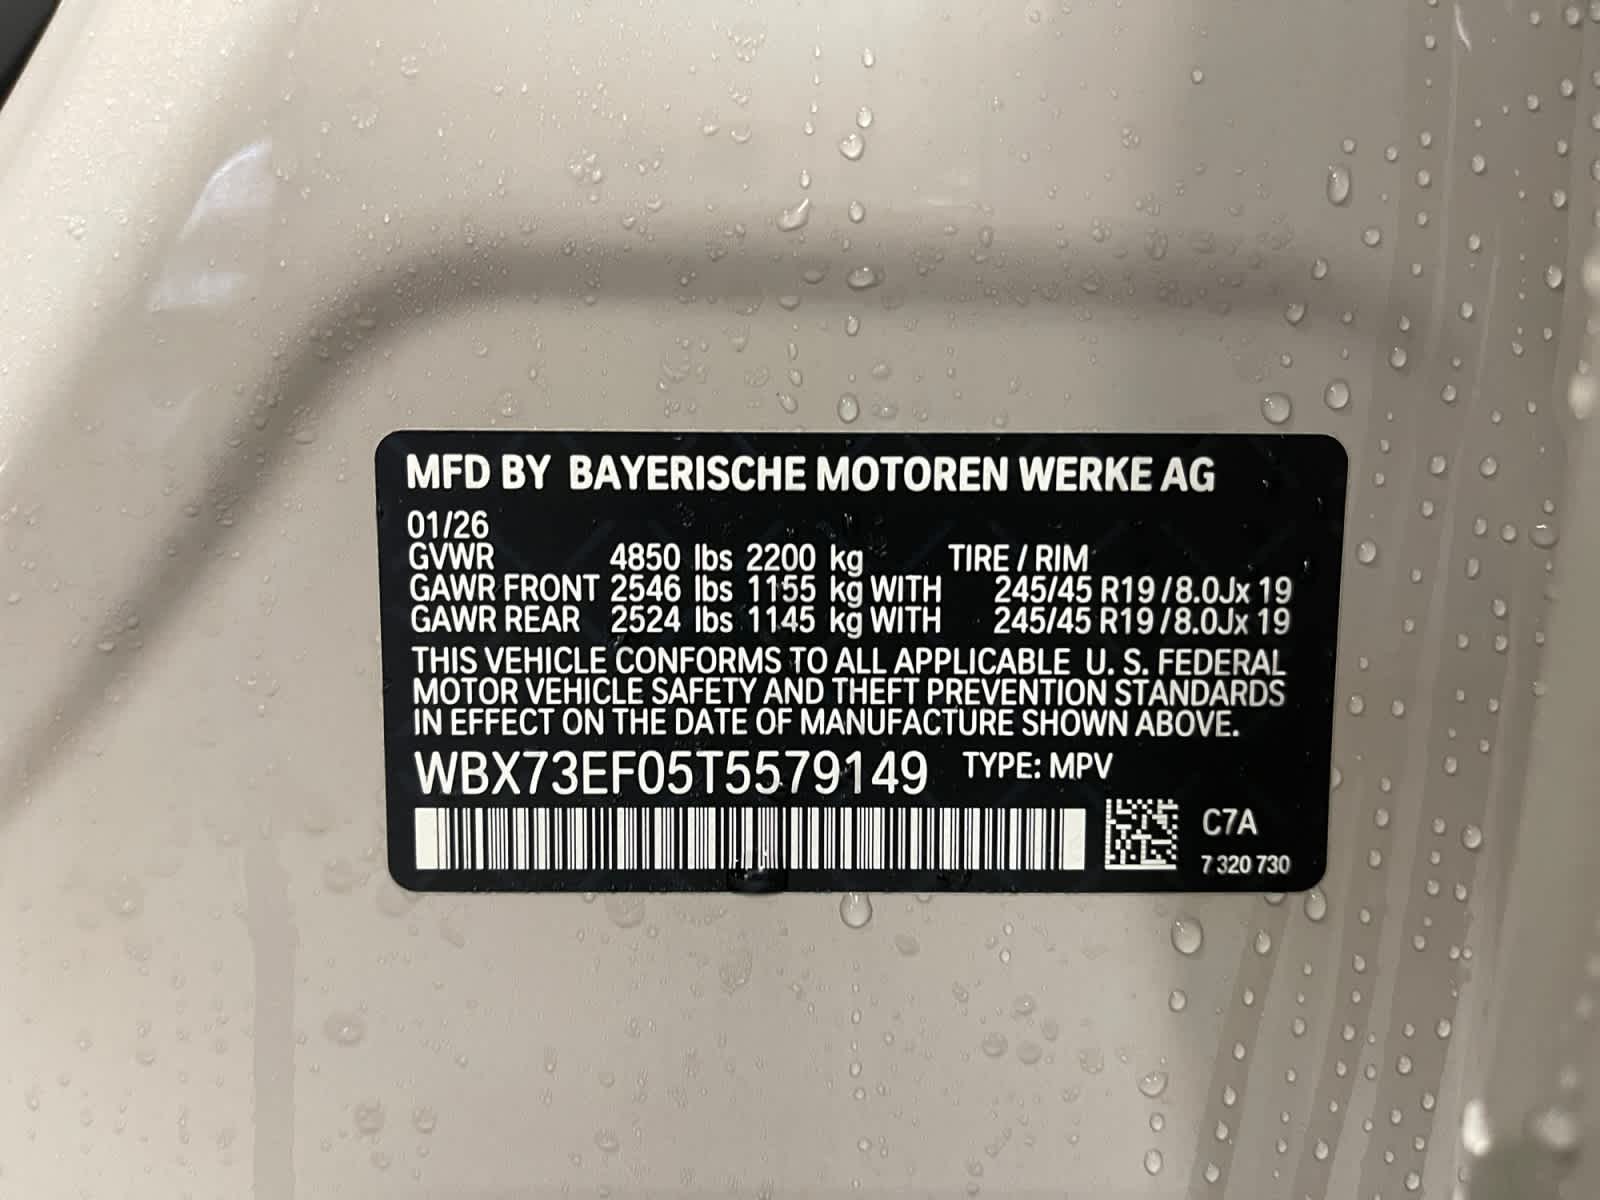 MFD BY BAYERISCHE MOTOREN WERKE AG
01/26
GVWR 4850 lbs 2200 kg TIRE / RIM
GAWR FRONT 2546 lbs 1155 kg WITH 245/45 R19 /8.0Jx 19
GAWR REAR 2524 lbs 1145 kg WITH 245/45 R19 /8.0Jx 19
THIS VEHICLE CONFORMS TO ALL APPLICABLE U. S. FEDERAL
MOTOR VEHICLE SAFETY AND THEFT PREVENTION STANDARDS
IN EFFECT ON THE DATE OF MANUFACTURE SHOWN ABOVE.
WBX73EF05T5579149 TYPE: MPV
C7A
7 320 730